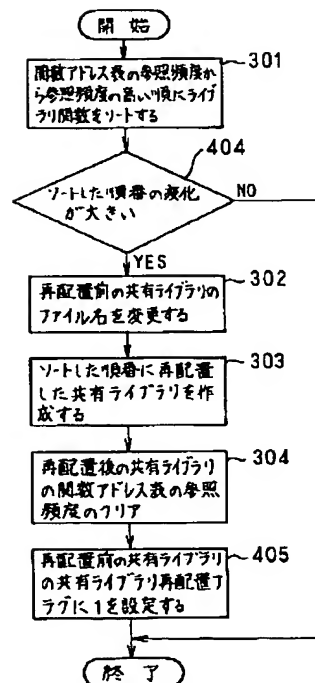 開始
301
関数アドレス表の参照頻度か
ら参照頻度の高い順にライブ
ラリ関数をソートする
404
ソートした順番の変化
が大きい
NO
YES
302
再配置前の共有ライブラリの
ファイル名を変更する
303
ソートした順番に再配置
した共有ライブラリを作
成する
304
再配置後の共有ライブラリ
の関数アドレス表の参照
頻度のクリア
405
再配置前の共有ライブラリの
共有ライブラリ再配置フ
ラグに1を設定する
終了